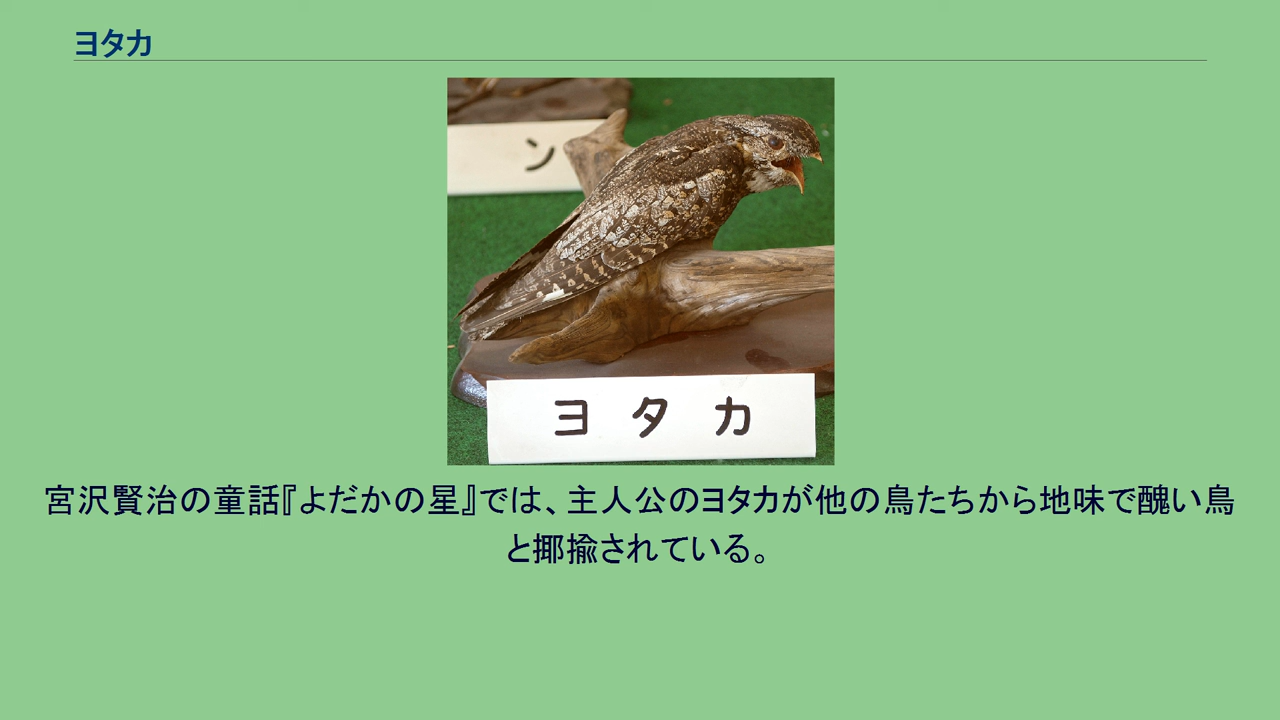 ヨタカ
ン
ヨタカ
宮沢賢治の童話『よだかの星』では、主人公のヨタカが他の鳥たちから地味で醜い鳥
と揶揄されている。